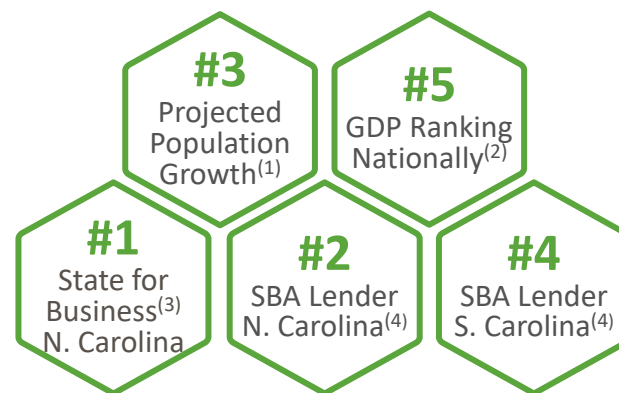 #3
Projected
Population
Growth(1)
#5
GDP Ranking
Nationally(2)
#1
State for
Business(3)
N. Carolina
#2
SBA Lender
N. Carolina(4)
#4
SBA Lender
S. Carolina(4)